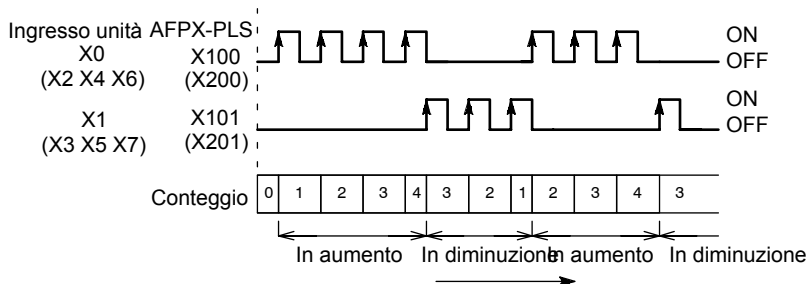 Ingresso unità AFPX-PLS
X0 X100
(X2 X4 X6) (X200)
ON
OFF
X1 X101
(X3 X5 X7) (X201)
ON
OFF
Conteggio 0 1 2 3 4 3 2 1 2 3 4 3
In aumento In diminuzione In aumento In diminuzione